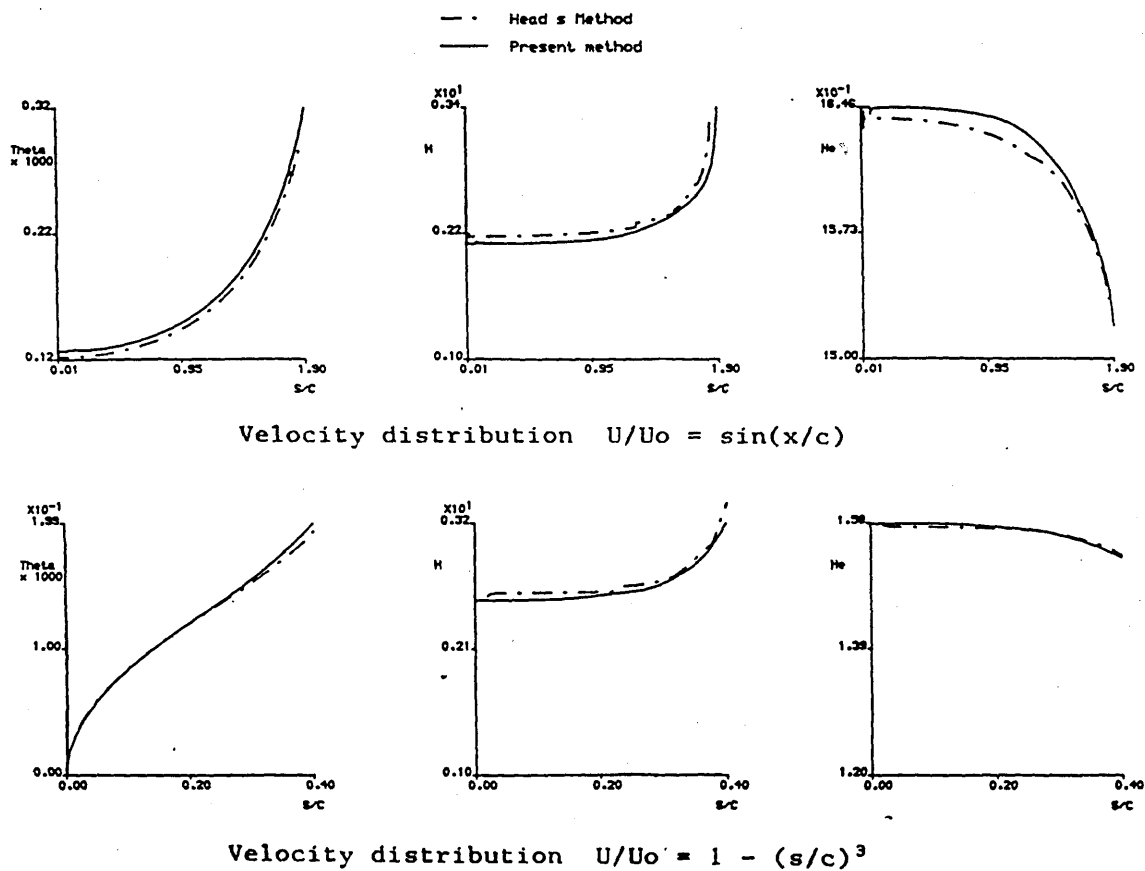 Head s Method
Present method
0.32
Theta
x 1000
0.22
0.12
0.01
0.95
1.90
S/C
X10¹
0.34
H
0.22
0.10
0.01
0.95
1.90
S/C
X10⁻¹
16.46
He
15.73
15.00
0.01
0.95
1.90
S/C
Velocity distribution U/Uo = sin(x/c)
X10⁻¹
Theta
x 1000
1.00
0.00
0.00
0.20
0.40
S/C
X10¹
0.32
H
0.21
0.10
0.00
0.20
0.40
S/C
1.58
He
1.39
1.20
0.00
0.20
0.40
S/C
Velocity distribution U/Uo = 1 - (s/c)³